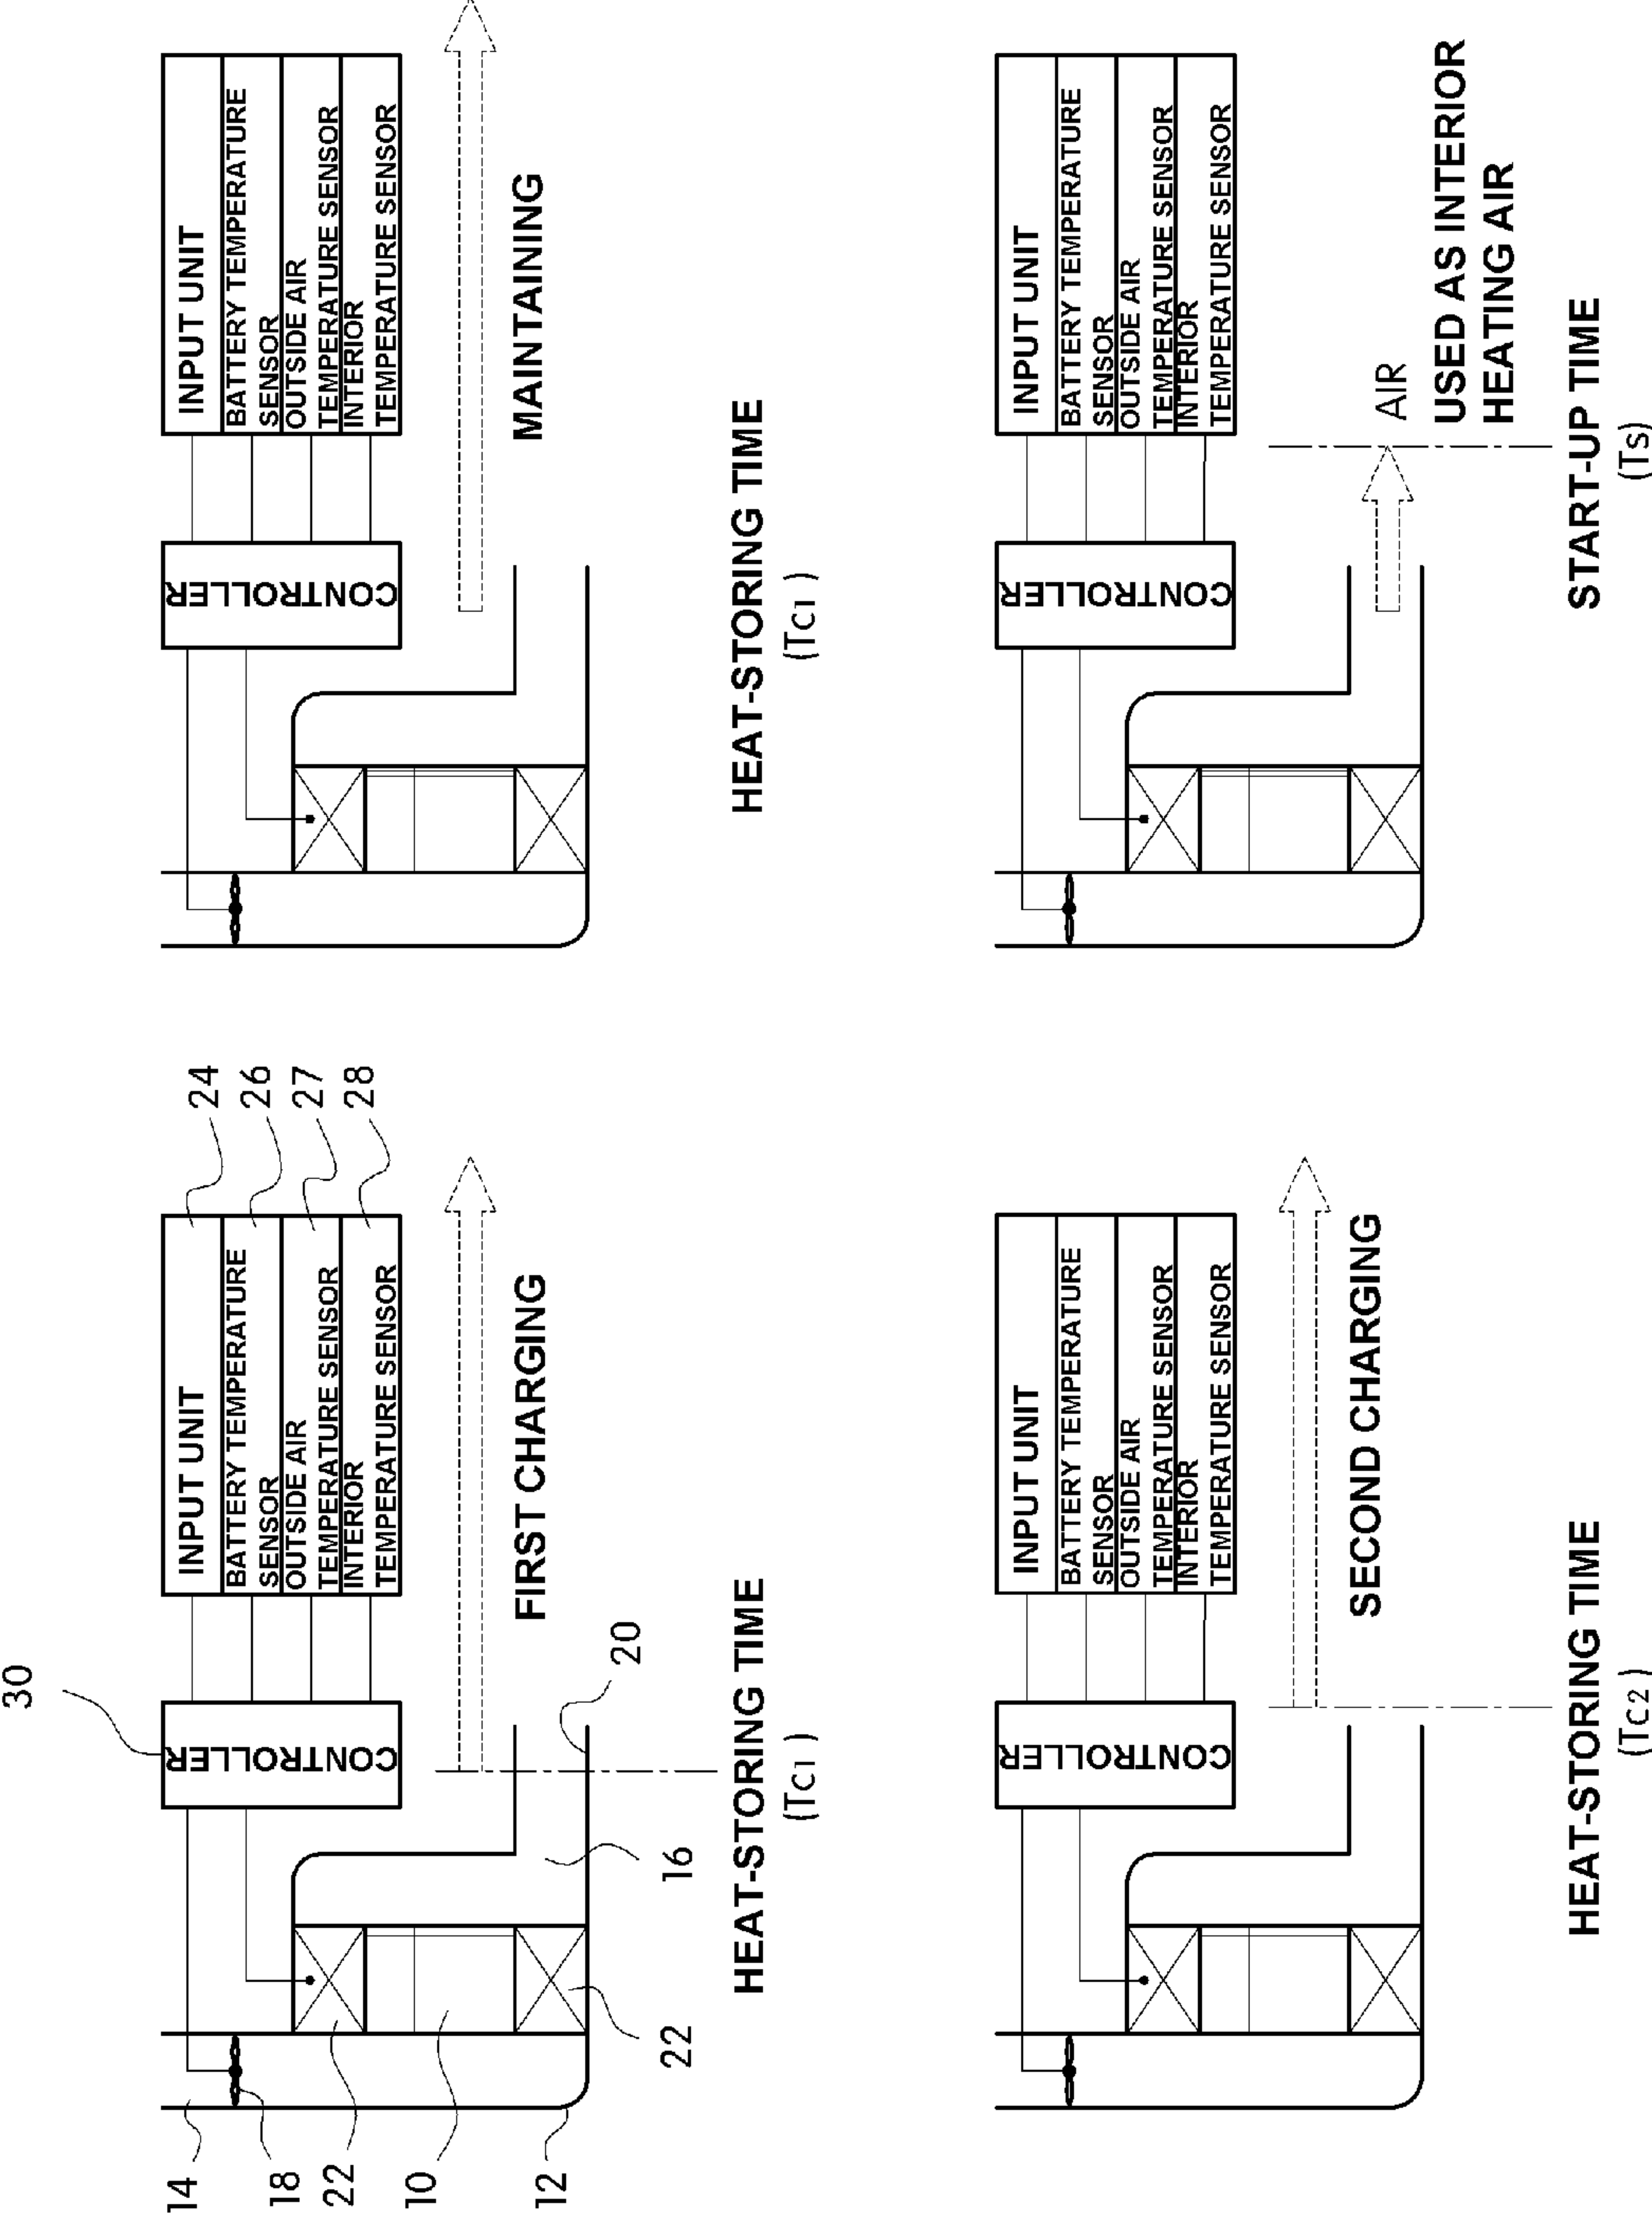 30
CONTROLLER
INPUT UNIT
BATTERY TEMPERATURE
SENSOR
OUTSIDE AIR
TEMPERATURE SENSOR
INTERIOR
TEMPERATURE SENSOR
24
26
27
28
14
18
22
10
12
22
16
20
FIRST CHARGING
HEAT-STORING TIME
(Tc1)
CONTROLLER
INPUT UNIT
BATTERY TEMPERATURE
SENSOR
OUTSIDE AIR
TEMPERATURE SENSOR
INTERIOR
TEMPERATURE SENSOR
MAINTAINING
HEAT-STORING TIME
(Tc1)
CONTROLLER
INPUT UNIT
BATTERY TEMPERATURE
SENSOR
OUTSIDE AIR
TEMPERATURE SENSOR
INTERIOR
TEMPERATURE SENSOR
SECOND CHARGING
HEAT-STORING TIME
(Tc2)
CONTROLLER
INPUT UNIT
BATTERY TEMPERATURE
SENSOR
OUTSIDE AIR
TEMPERATURE SENSOR
INTERIOR
TEMPERATURE SENSOR
AIR
USED AS INTERIOR
HEATING AIR
START-UP TIME
(Ts)